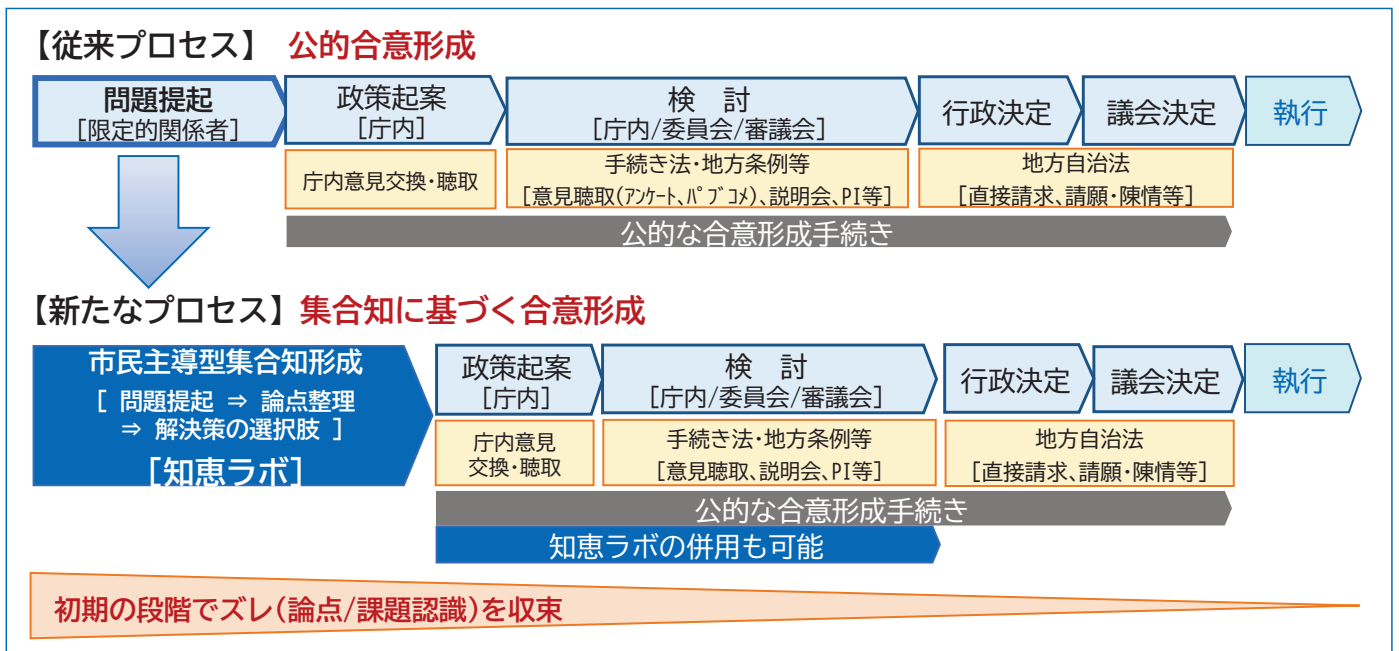 【従来プロセス】 公的合意形成
問題提起
[限定的関係者]
政策起案
[庁内]
検　討
[庁内/委員会/審議会]
行政決定
議会決定
執行
庁内意見交換・聴取
手続き法・地方条例等
[意見聴取(ｱﾝｹｰﾄ、ﾊﾟﾌﾞｺﾒ)、説明会、PI等]
地方自治法
[直接請求、請願・陳情等]
公的な合意形成手続き
【新たなプロセス】 集合知に基づく合意形成
市民主導型集合知形成
[ 問題提起 ⇒ 論点整理
⇒ 解決策の選択肢 ]
[知恵ラボ]
政策起案
[庁内]
検　討
[庁内/委員会/審議会]
行政決定
議会決定
執行
庁内意見
交換・聴取
手続き法・地方条例等
[意見聴取、説明会、PI等]
地方自治法
[直接請求、請願・陳情等]
公的な合意形成手続き
知恵ラボの併用も可能
初期の段階でズレ(論点/課題認識)を収束